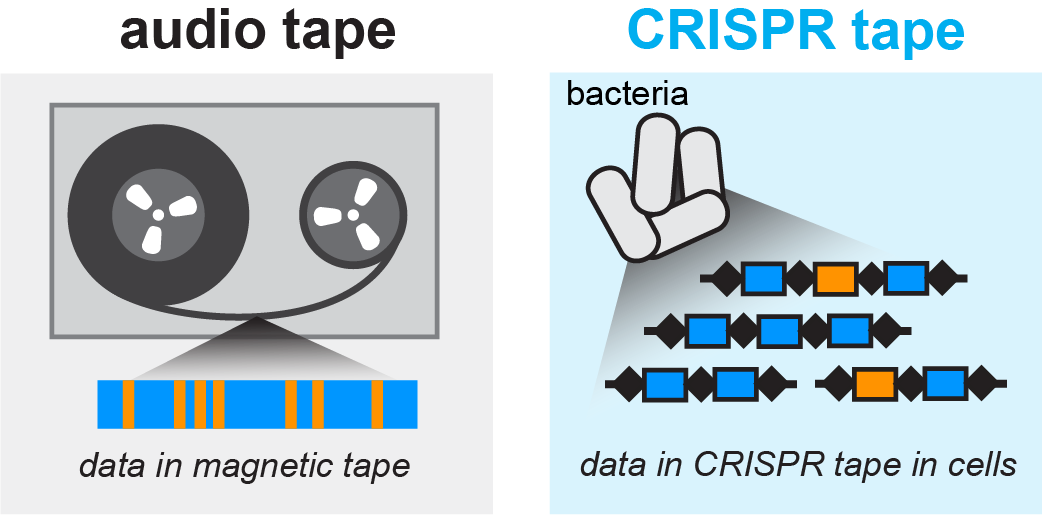 audio tape
CRISPR tape
bacteria
data in magnetic tape
data in CRISPR tape in cells